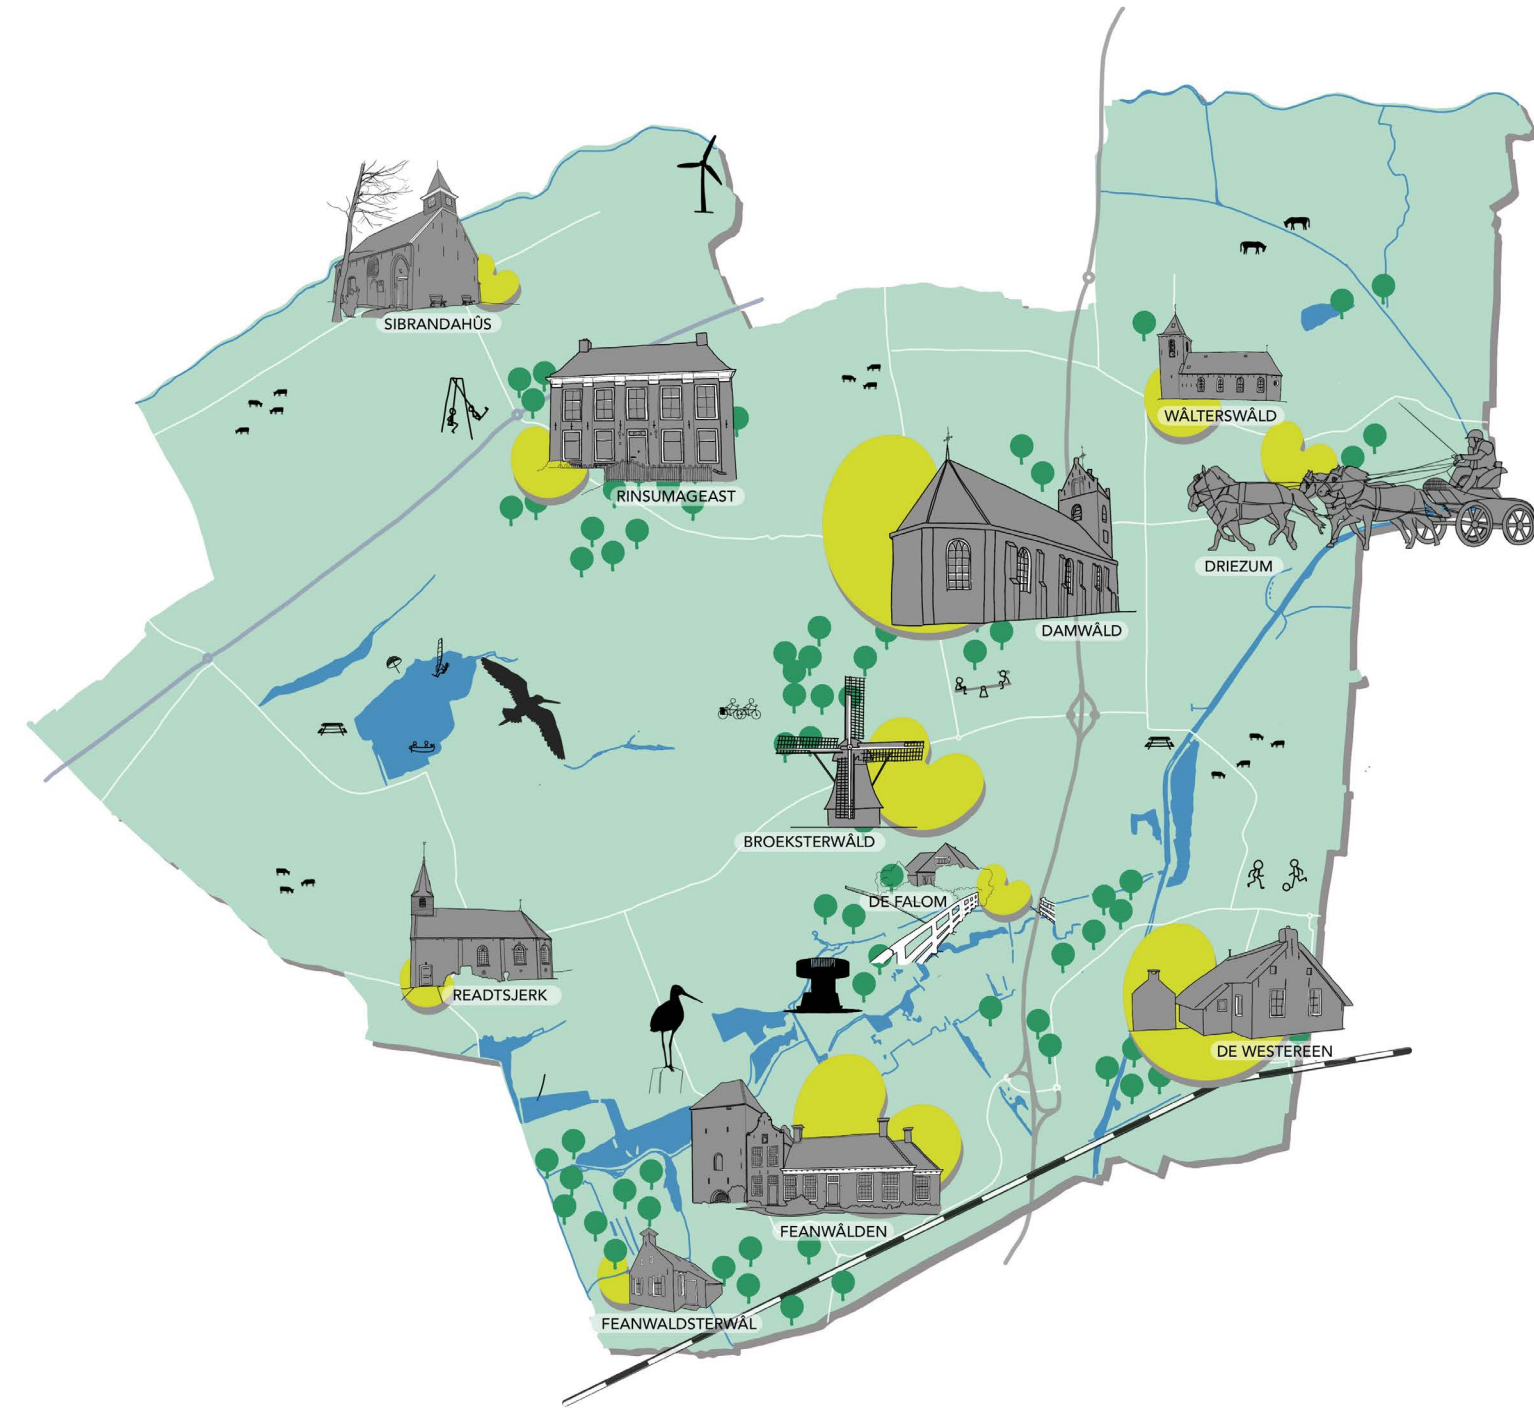 SIBRANDAHÛS
RINSUMAGEAST
WÂLTERSWÂLD
DRIEZUM
DAMWÂLD
BROEKSTERWÂLD
DE FALOM
READTSJERK
DE WESTEREEN
FEANWÂLDEN
FEANWALDSTERWÂL